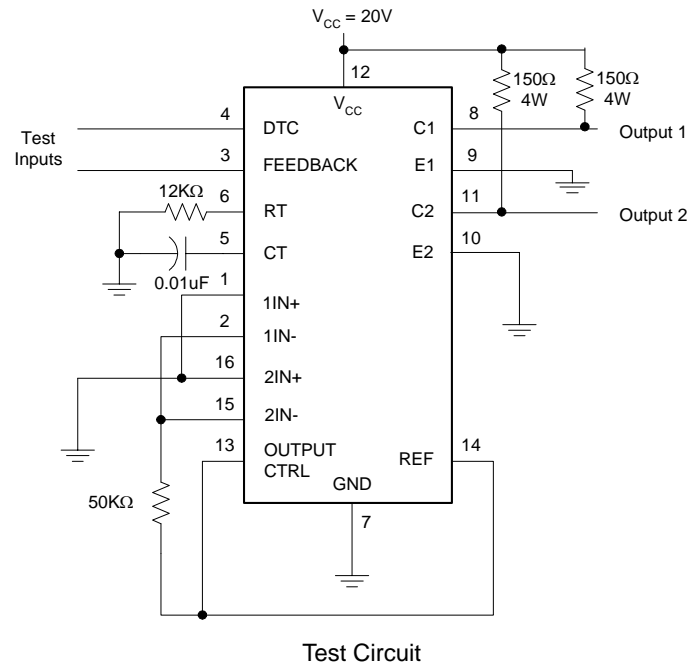 VCC = 20V
12
VCC
150Ω
4W
150Ω
4W
4
DTC
C1
8
Output 1
Test
Inputs
3
FEEDBACK
E1
9
12KΩ
6
RT
C2
11
Output 2
5
CT
E2
10
0.01uF
1
1IN+
2
1IN-
16
2IN+
15
2IN-
13
OUTPUT
CTRL
REF
14
GND
50KΩ
7
Test Circuit